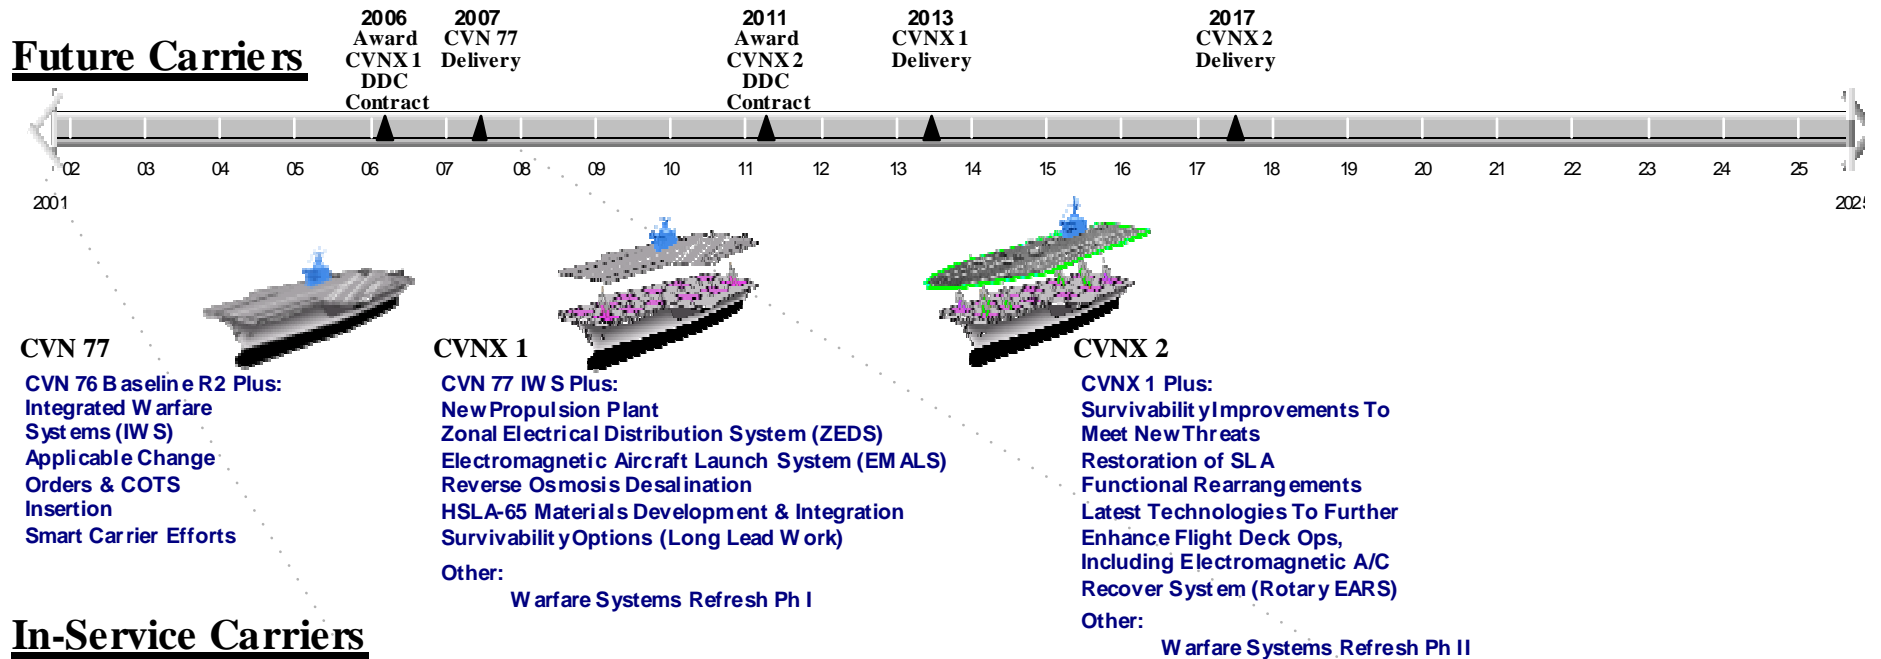 Future Carriers
2006
Award
CVNX 1
DDC
Contract
2007
CVN 77
Delivery
2011
Award
CVNX 2
DDC
Contract
2013
CVNX 1
Delivery
2017
CVNX 2
Delivery
02 03 04 05 06 07 08 09 10 11 12 13 14 15 16 17 18 19 20 21 22 23 24 25
2001
2025
CVN 77
CVN 76 Baseline R2 Plus:
Integrated Warfare
Systems (IWS)
Applicable Change
Orders & COTS
Insertion
Smart Carrier Efforts
CVNX 1
CVN 77 IWS Plus:
New Propulsion Plant
Zonal Electrical Distribution System (ZEDS)
Electromagnetic Aircraft Launch System (EMALS)
Reverse Osmosis Desalination
HSLA-65 Materials Development & Integration
Survivability Options (Long Lead Work)
Other:
Warfare Systems Refresh Ph I
CVNX 2
CVNX 1 Plus:
Survivability Improvements To
Meet New Threats
Restoration of SLA
Functional Rearrangements
Latest Technologies To Further
Enhance Flight Deck Ops,
Including Electromagnetic A/C
Recover System (Rotary EARS)
Other:
Warfare Systems Refresh Ph II
In-Service Carriers